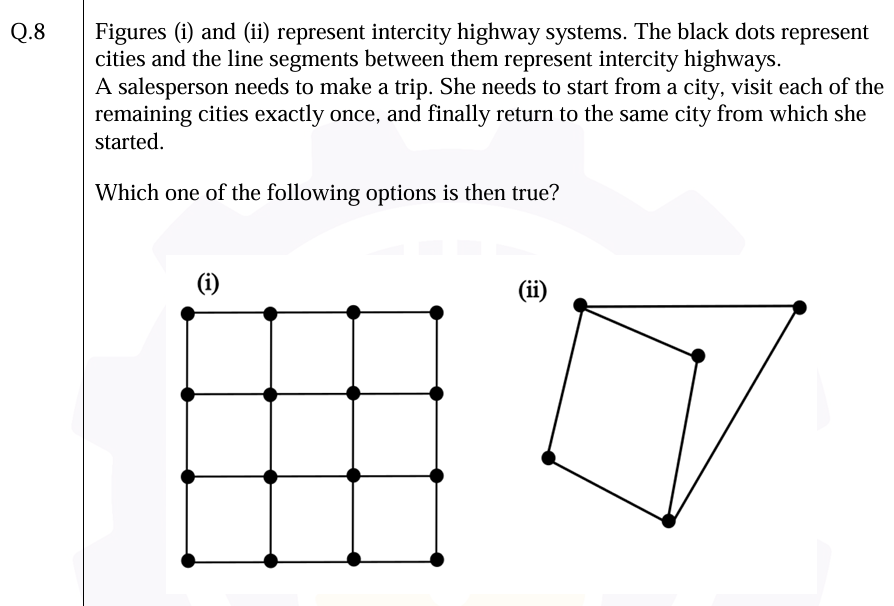 Q.8 Figures (i) and (ii) represent intercity highway systems. The black dots represent
cities and the line segments between them represent intercity highways.
A salesperson needs to make a trip. She needs to start from a city, visit each of the
remaining cities exactly once, and finally return to the same city from which she
started.
Which one of the following options is then true?
(i)
(ii)